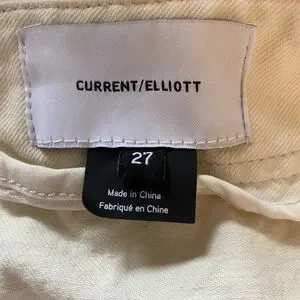 CURRENT/ELLIOTT
27
Made in China
Fabriqué en Chine